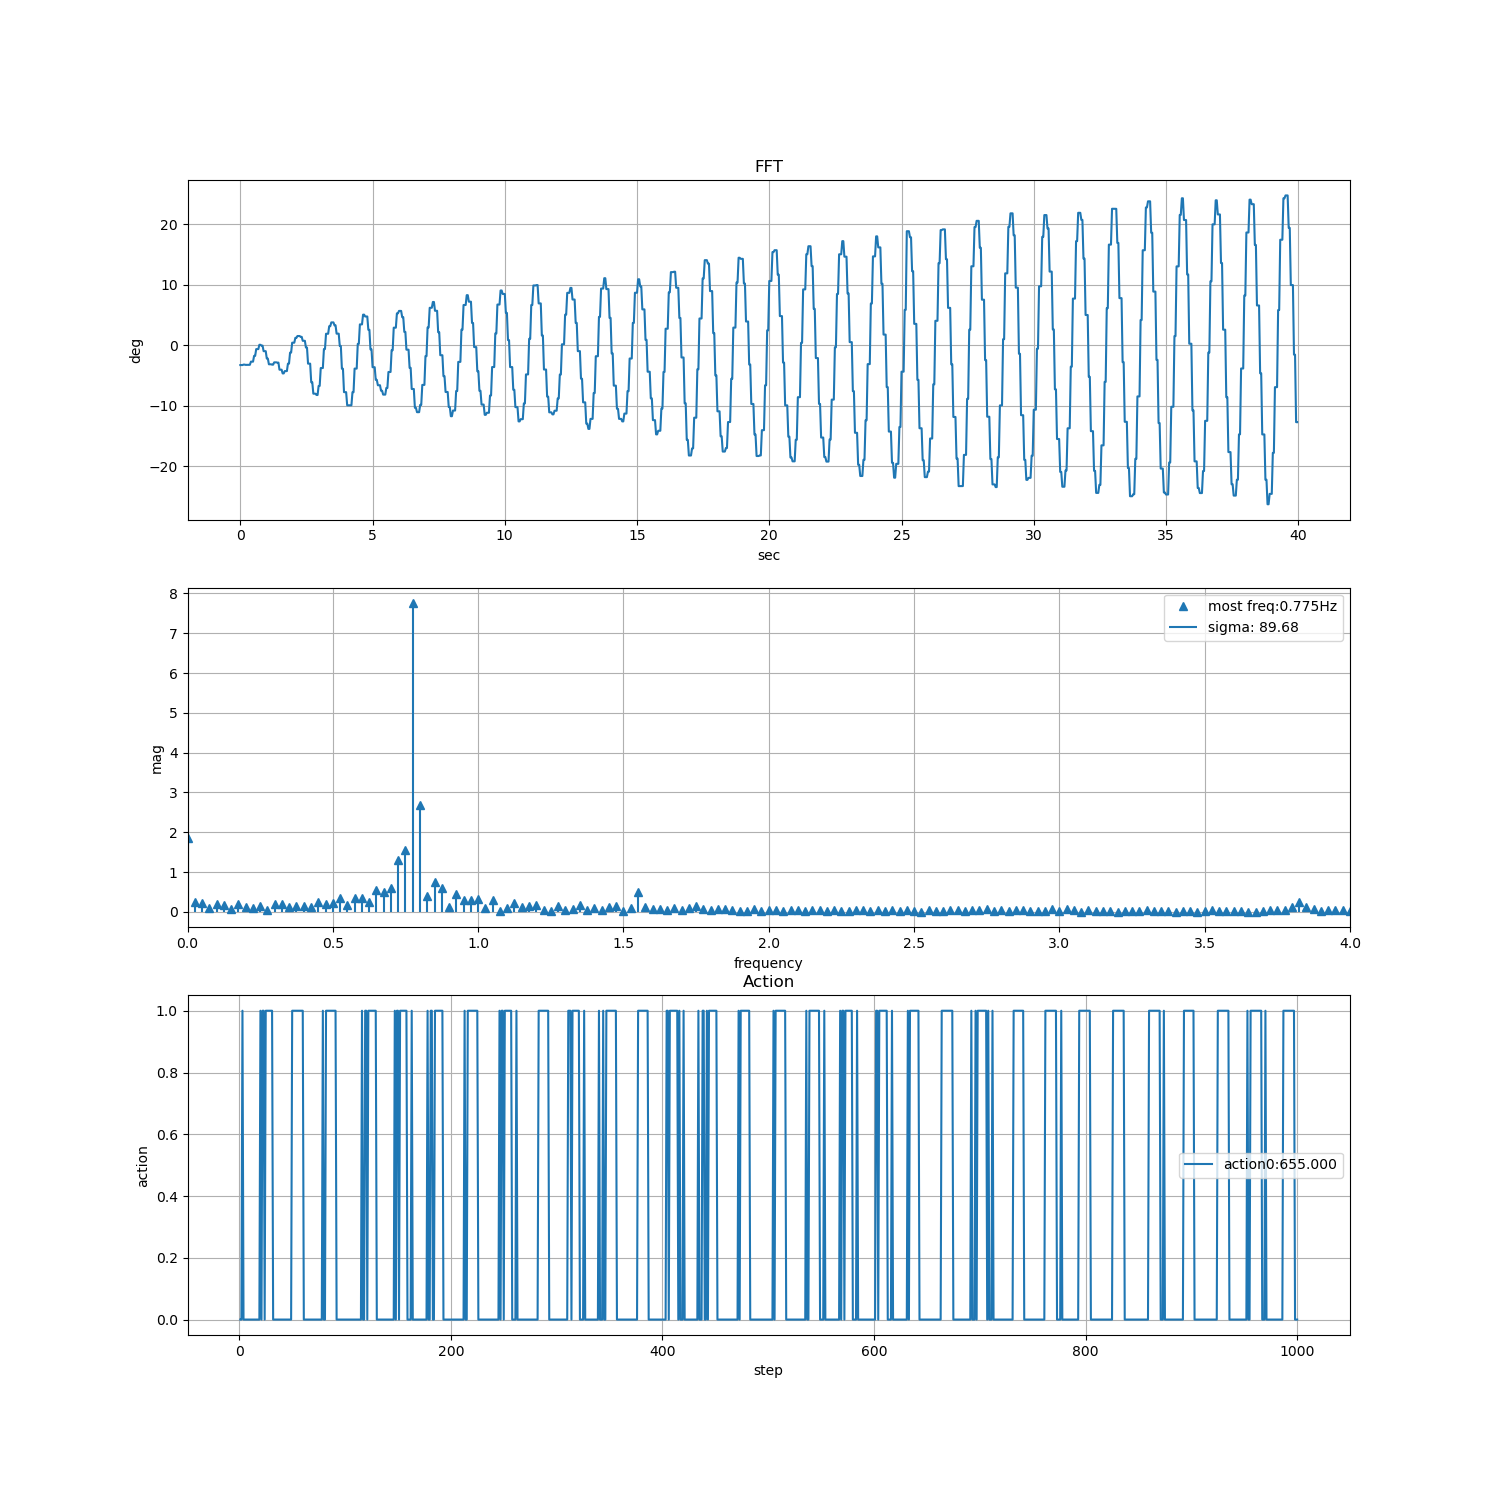 FFT
20
10
0
−10
−20
deg
0 5 10 15 20 25 30 35 40
sec
8
7
6
5
4
3
2
1
0
mag
most freq:0.775Hz
sigma: 89.68
0.0 0.5 1.0 1.5 2.0 2.5 3.0 3.5 4.0
frequency
Action
1.0
0.8
0.6
0.4
0.2
0.0
action
action0:655.000
0 200 400 600 800 1000
step